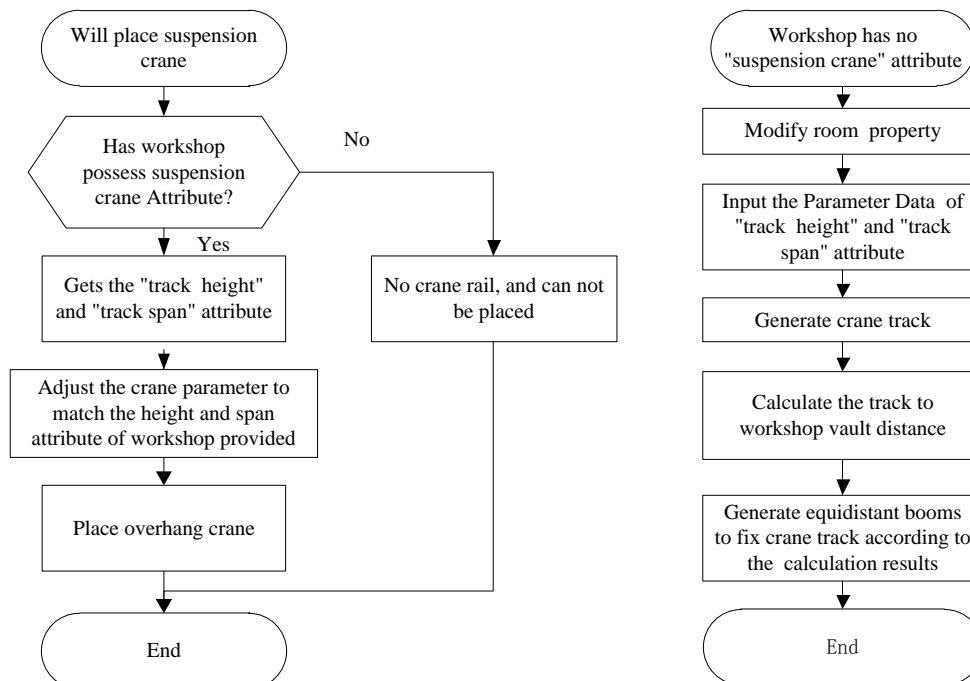 Will place suspension
crane
Has workshop
possess suspension
crane Attribute?
No
Yes
Gets the "track height"
and "track span" attribute
No crane rail, and can not
be placed
Adjust the crane parameter to
match the height and span
attribute of workshop provided
Place overhang crane
End
Workshop has no
"suspension crane" attribute
Modify room property
Input the Parameter Data of
"track height" and "track
span" attribute
Generate crane track
Calculate the track to
workshop vault distance
Generate equidistant booms
to fix crane track according to
the calculation results
End